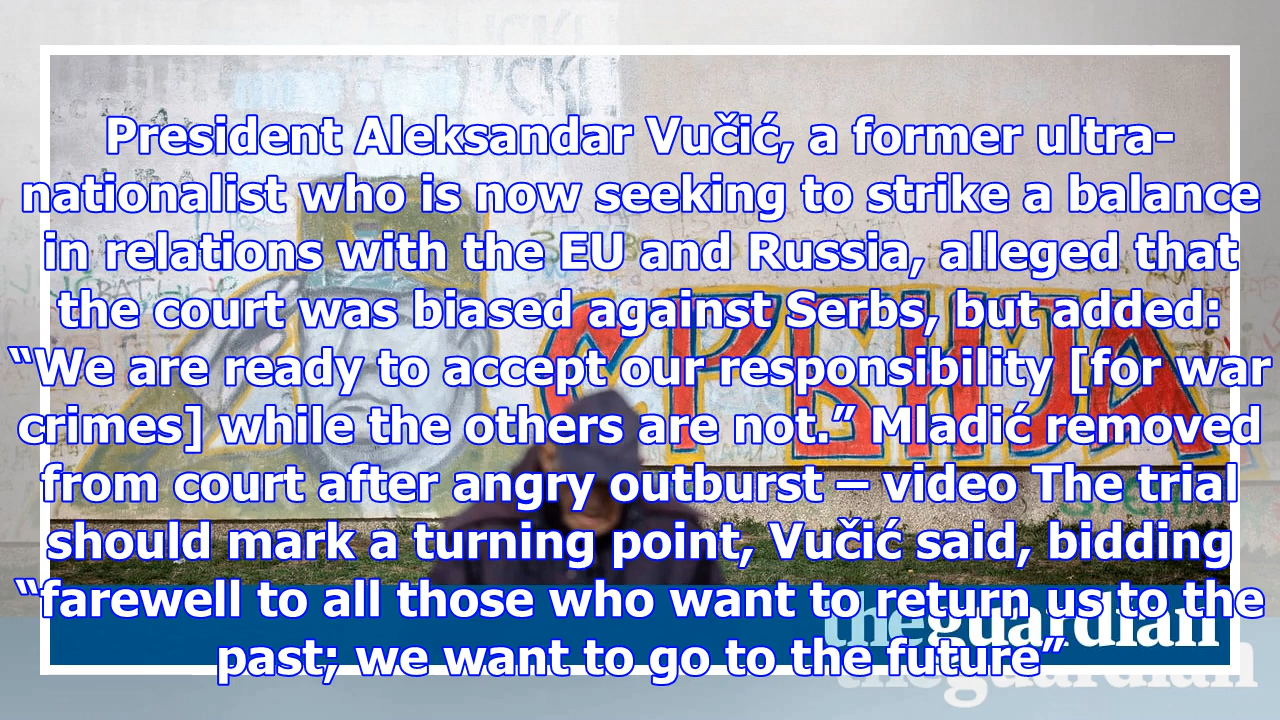 President Aleksandar Vučić, a former ultra-
nationalist who is now seeking to strike a balance
in relations with the EU and Russia, alleged that
the court was biased against Serbs, but added:
“We are ready to accept our responsibility [for war
crimes] while the others are not.” Mladić removed
from court after angry outburst – video The trial
should mark a turning point, Vučić said, bidding
“farewell to all those who want to return us to the
past; we want to go to the future”
СРБИЈА
theguardian
theguardian